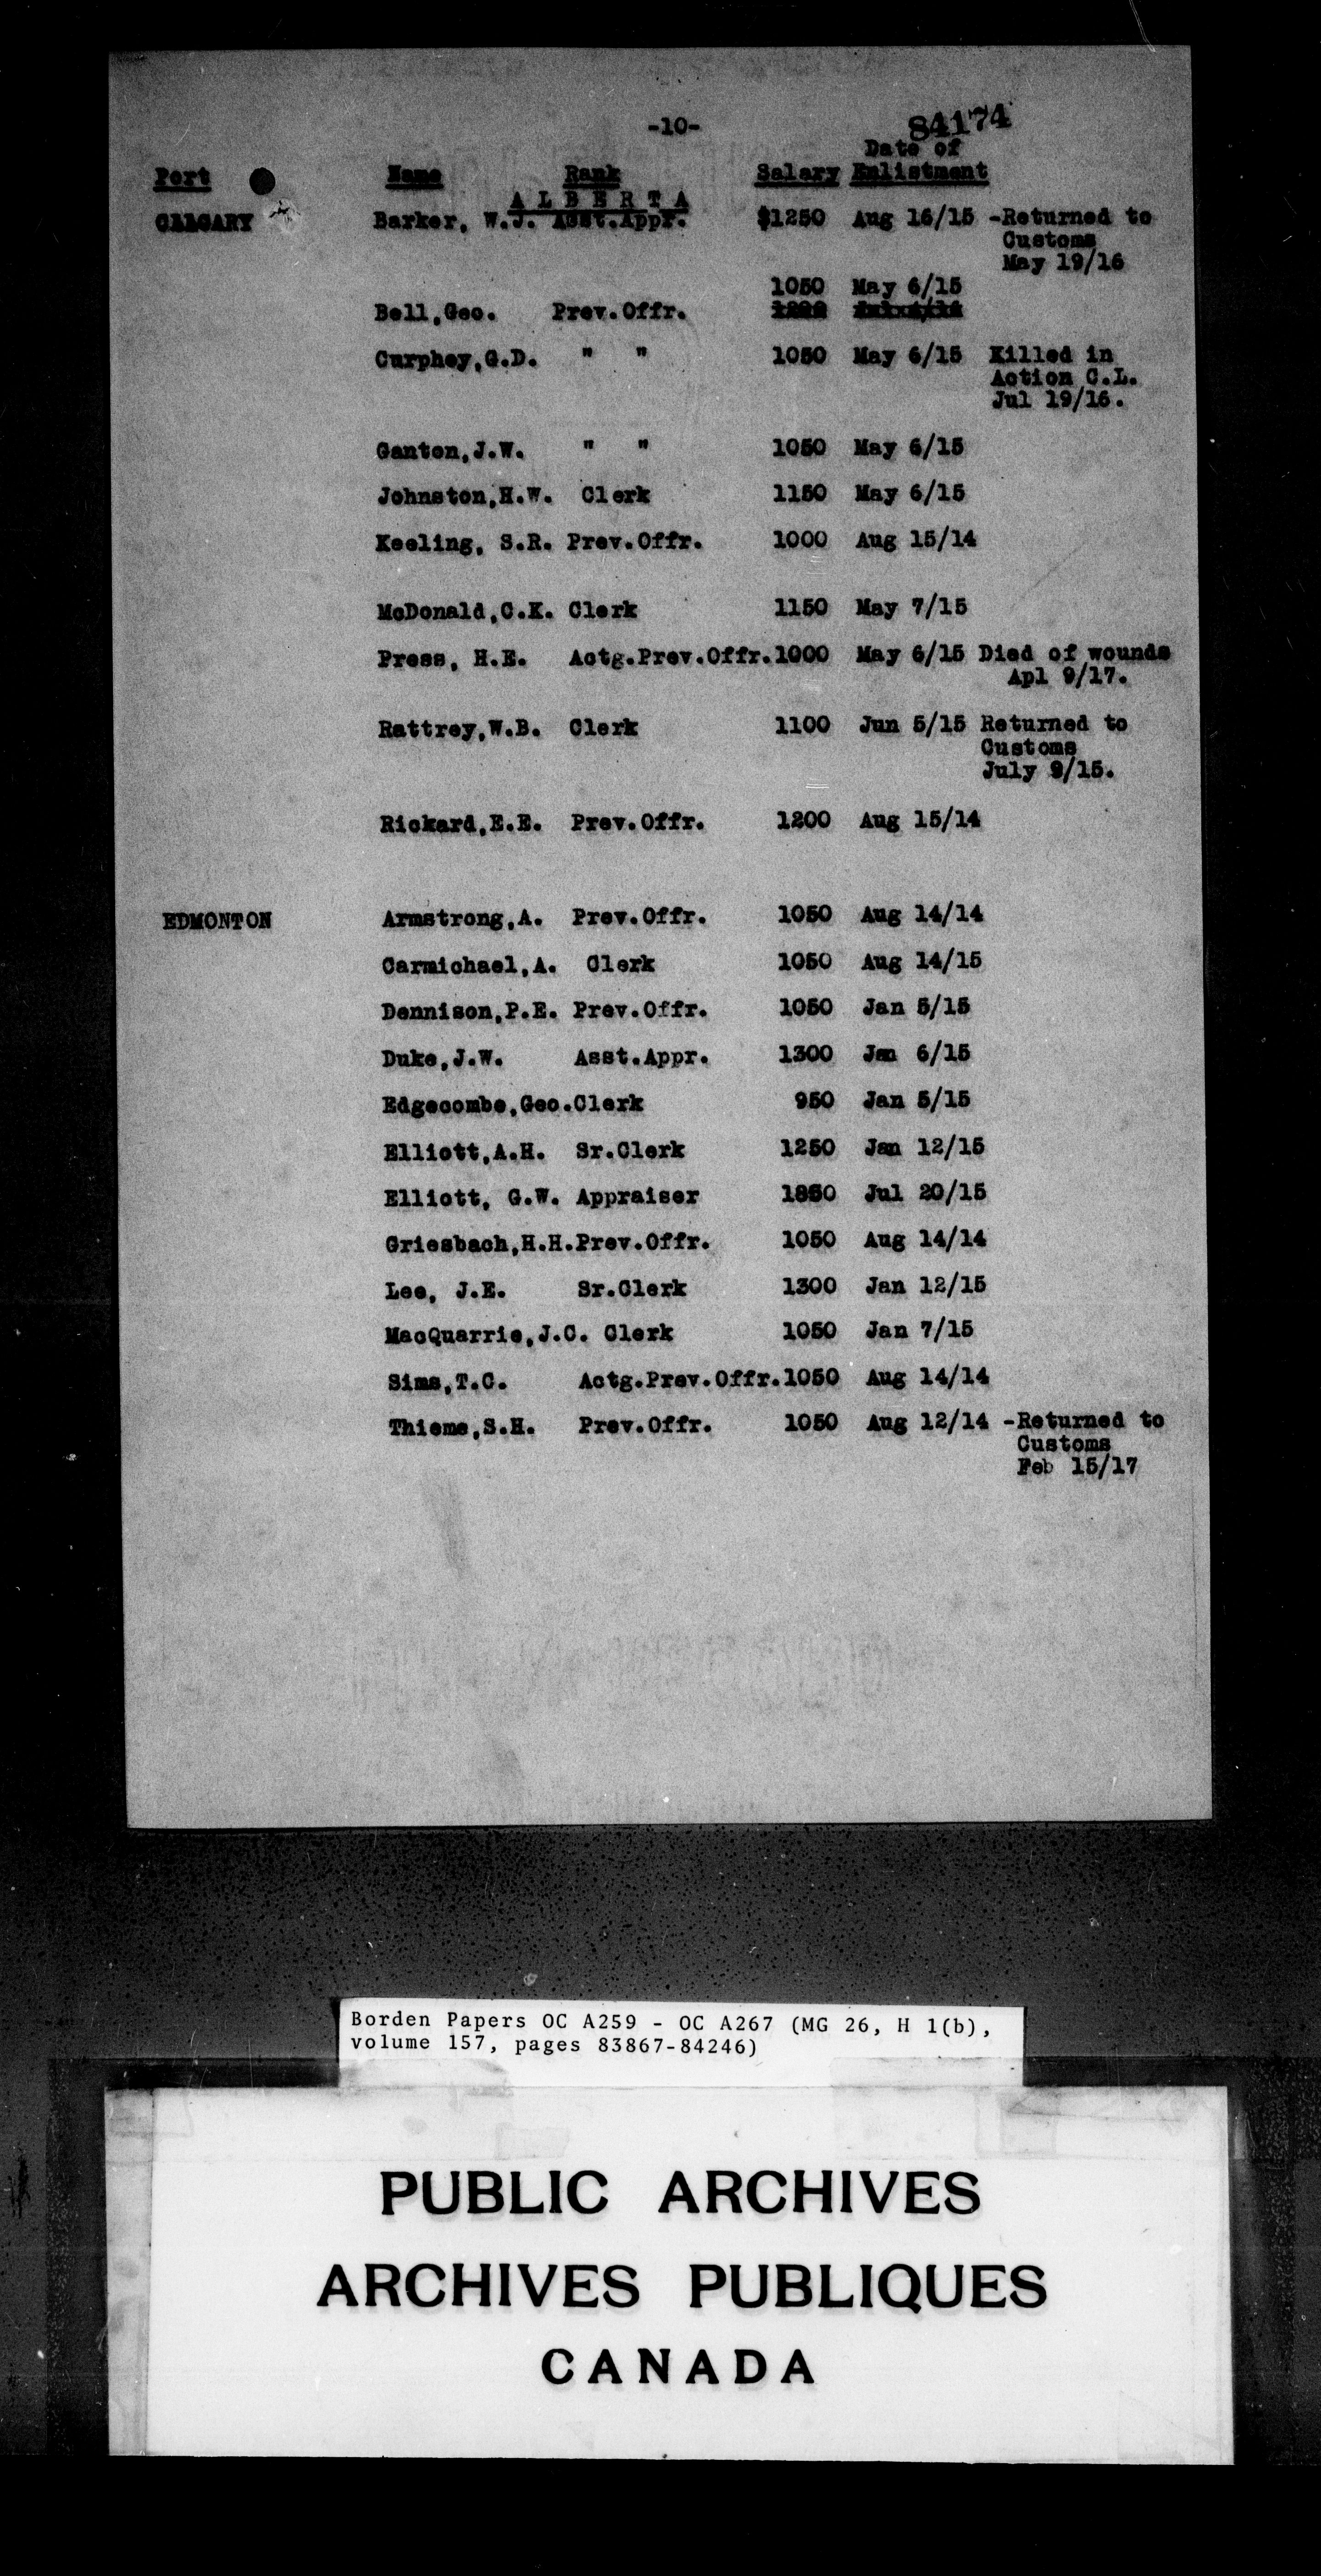 -10-
84174
Date of
Port Name Rank Salary Enlistment
A L B E R T A
CALGARY Barker, W.J. Asst.Appr. $1250 Aug 16/15 -Returned to
Customs
May 19/16
1050 May 6/15
Bell,Geo. Prev.Offr.
Curphey,G.D. " " 1050 May 6/15 Killed in
Action C.L.
Jul 19/16.
Ganton,J.W. " " 1050 May 6/15
Johnston,H.W. Clerk 1150 May 6/15
Keeling, S.R. Prev.Offr. 1000 Aug 15/14
McDonald,C.K. Clerk 1150 May 7/15
Press, H.E. Actg.Prev.Offr.1000 May 6/15 Died of wounds
Apl 9/17.
Rattrey,W.B. Clerk 1100 Jun 5/15 Returned to
Customs
July 9/15.
Rickard,E.E. Prev.Offr. 1200 Aug 15/14
EDMONTON Armstrong,A. Prev.Offr. 1050 Aug 14/14
Carmichael,A. Clerk 1050 Aug 14/15
Dennison,P.E. Prev.Offr. 1050 Jan 5/15
Duke,J.W. Asst.Appr. 1300 Jan 6/15
Edgecombe,Geo.Clerk 950 Jan 5/15
Elliott,A.H. Sr.Clerk 1250 Jan 12/15
Elliott, G.W. Appraiser 1850 Jul 20/15
Griesbach,H.H.Prev.Offr. 1050 Aug 14/14
Lee, J.E. Sr.Clerk 1300 Jan 12/15
MacQuarrie,J.C. Clerk 1050 Jan 7/15
Sims,T.C. Actg.Prev.Offr.1050 Aug 14/14
Thieme,S.H. Prev.Offr. 1050 Aug 12/14 -Returned to
Customs
Feb 15/17
Borden Papers OC A259 - OC A267 (MG 26, H 1(b),
volume 157, pages 83867-84246)
PUBLIC ARCHIVES
ARCHIVES PUBLIQUES
CANADA